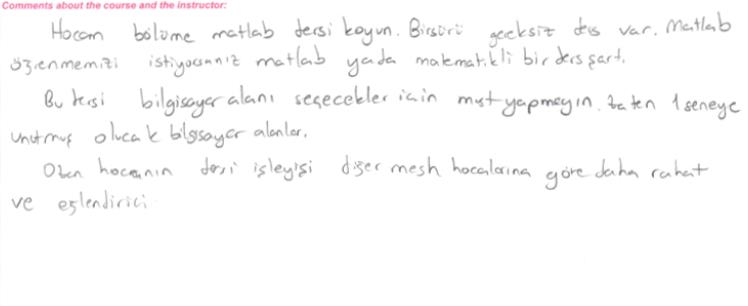 Comments about the course and the instructor:
Hocam bölüme matlab dersi koyun. Birsürü gereksiz ders var. Matlab
öğrenmemizi istiyorsanız matlab yada matematikli bir ders şart.
Bu dersi bilgisayar alanı seçecekler için must yapmayın. Zaten 1 seneye
unutmuş olucak bilgisayar alanlar.
hocanın dersi işleyişi diğer mesh hocalarına göre daha rahat
ve eğlendirici